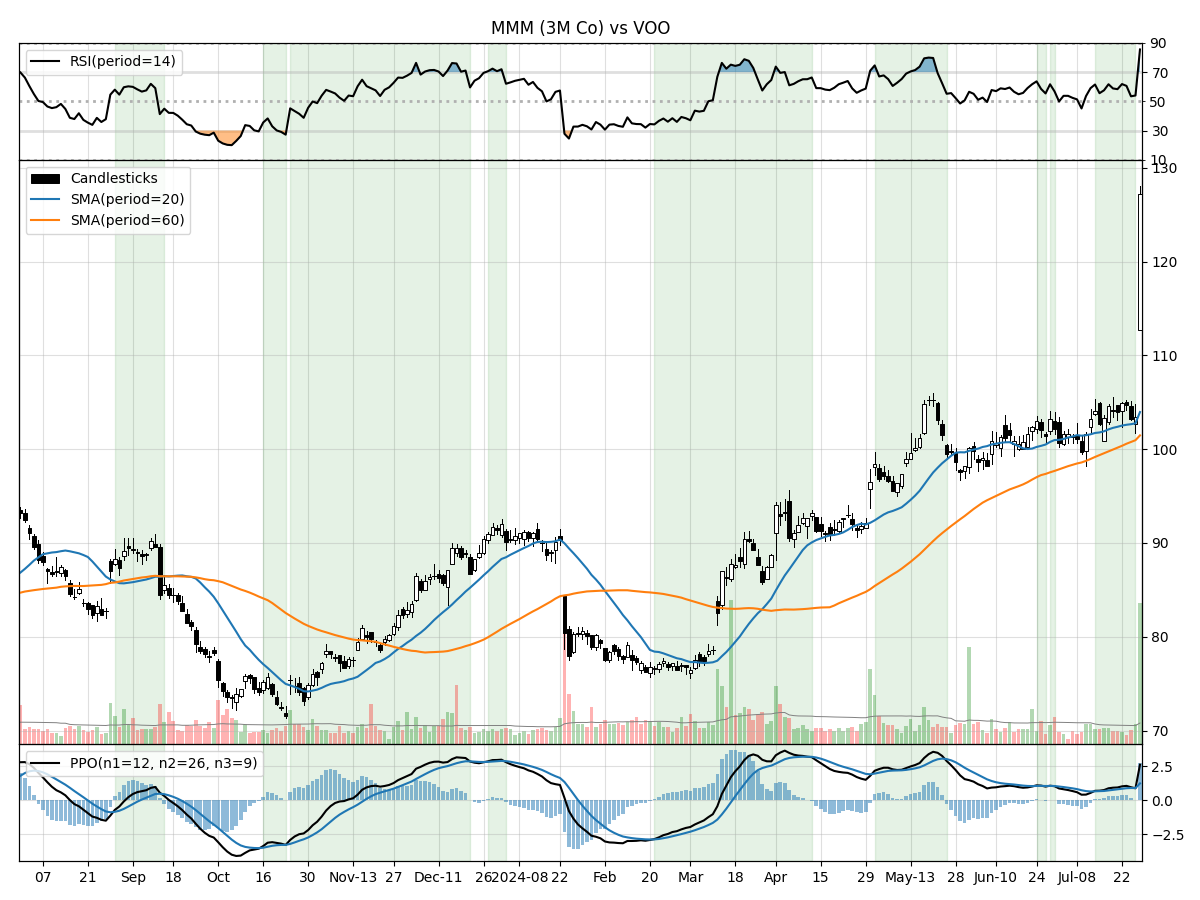 MMM (3M Co) vs VOO
RSI(period=14)
90
70
50
30
10
Candlesticks
SMA(period=20)
SMA(period=60)
130
120
110
100
90
80
70
PPO(n1=12, n2=26, n3=9)
2.5
0.0
−2.5
07 21 Sep 18 Oct 16 30 Nov-13 27 Dec-11 26 2024-08 22 Feb 20 Mar 18 Apr 15 29 May-13 28 Jun-10 24 Jul-08 22